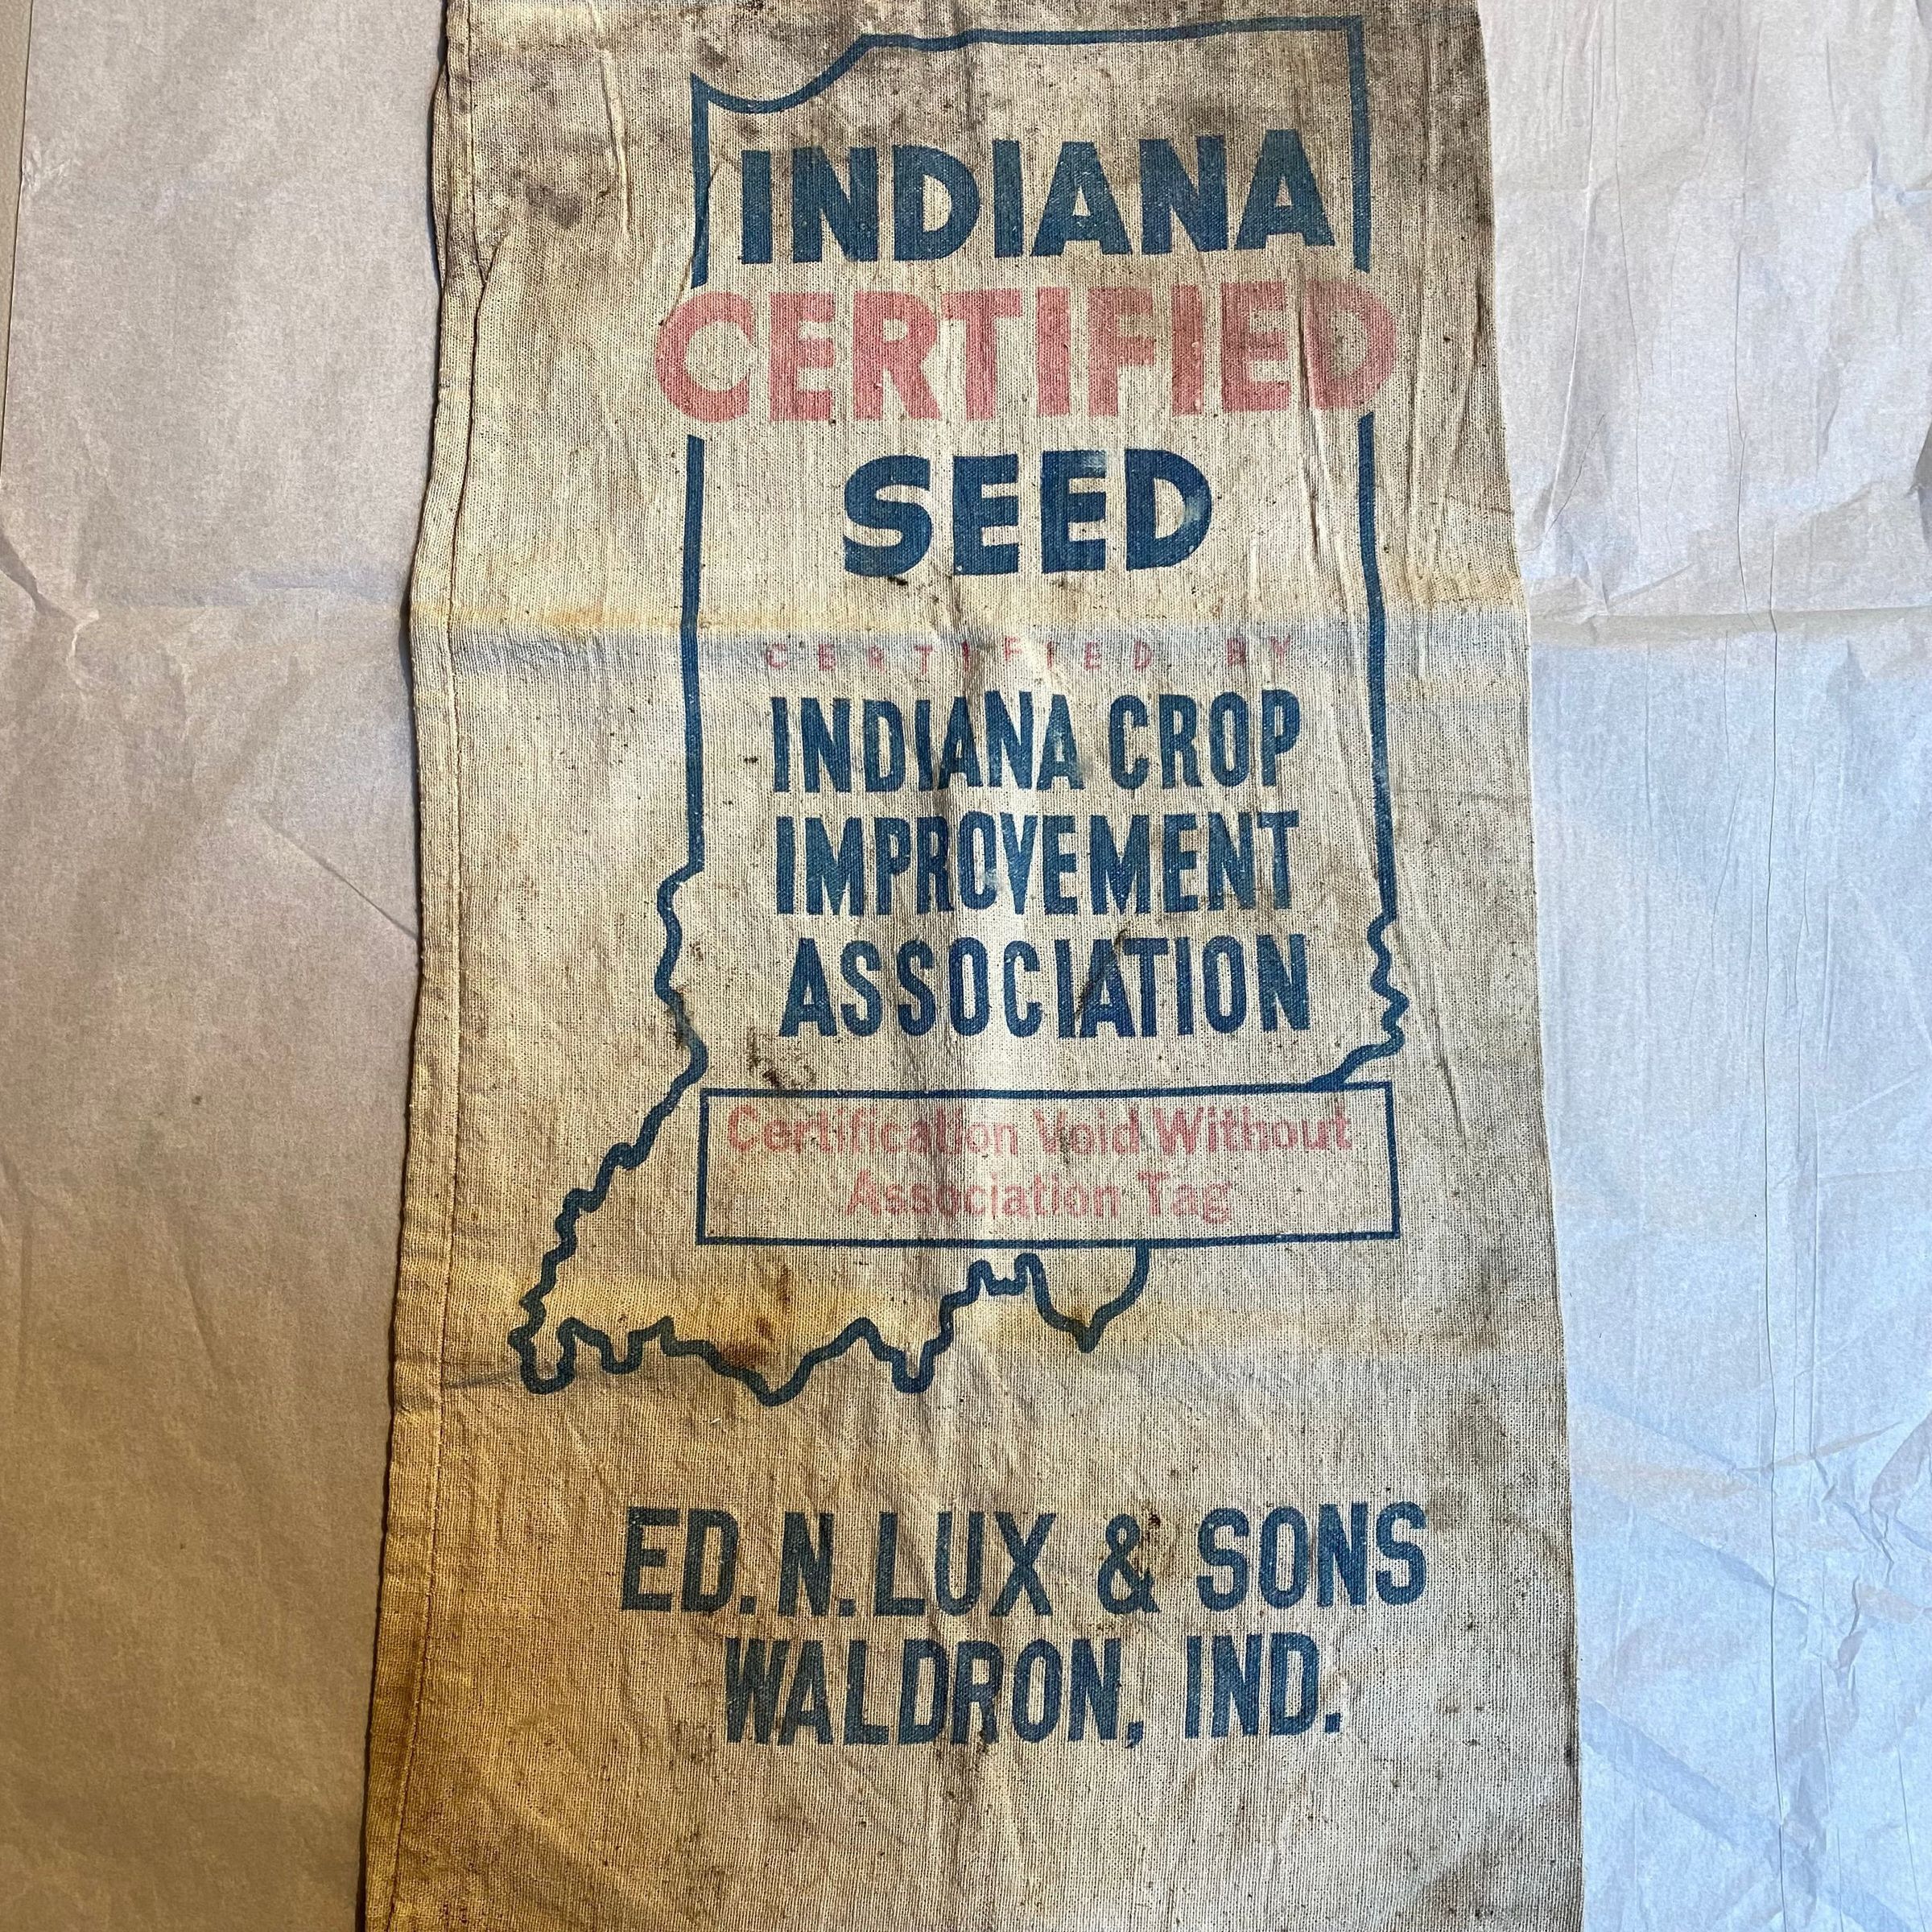 INDIANA
CERTIFIED
SEED
CERTIFIED BY
INDIANA CROP
IMPROVEMENT
ASSOCIATION
Certification Void Without
Association Tag
ED.N.LUX & SONS
WALDRON, IND.